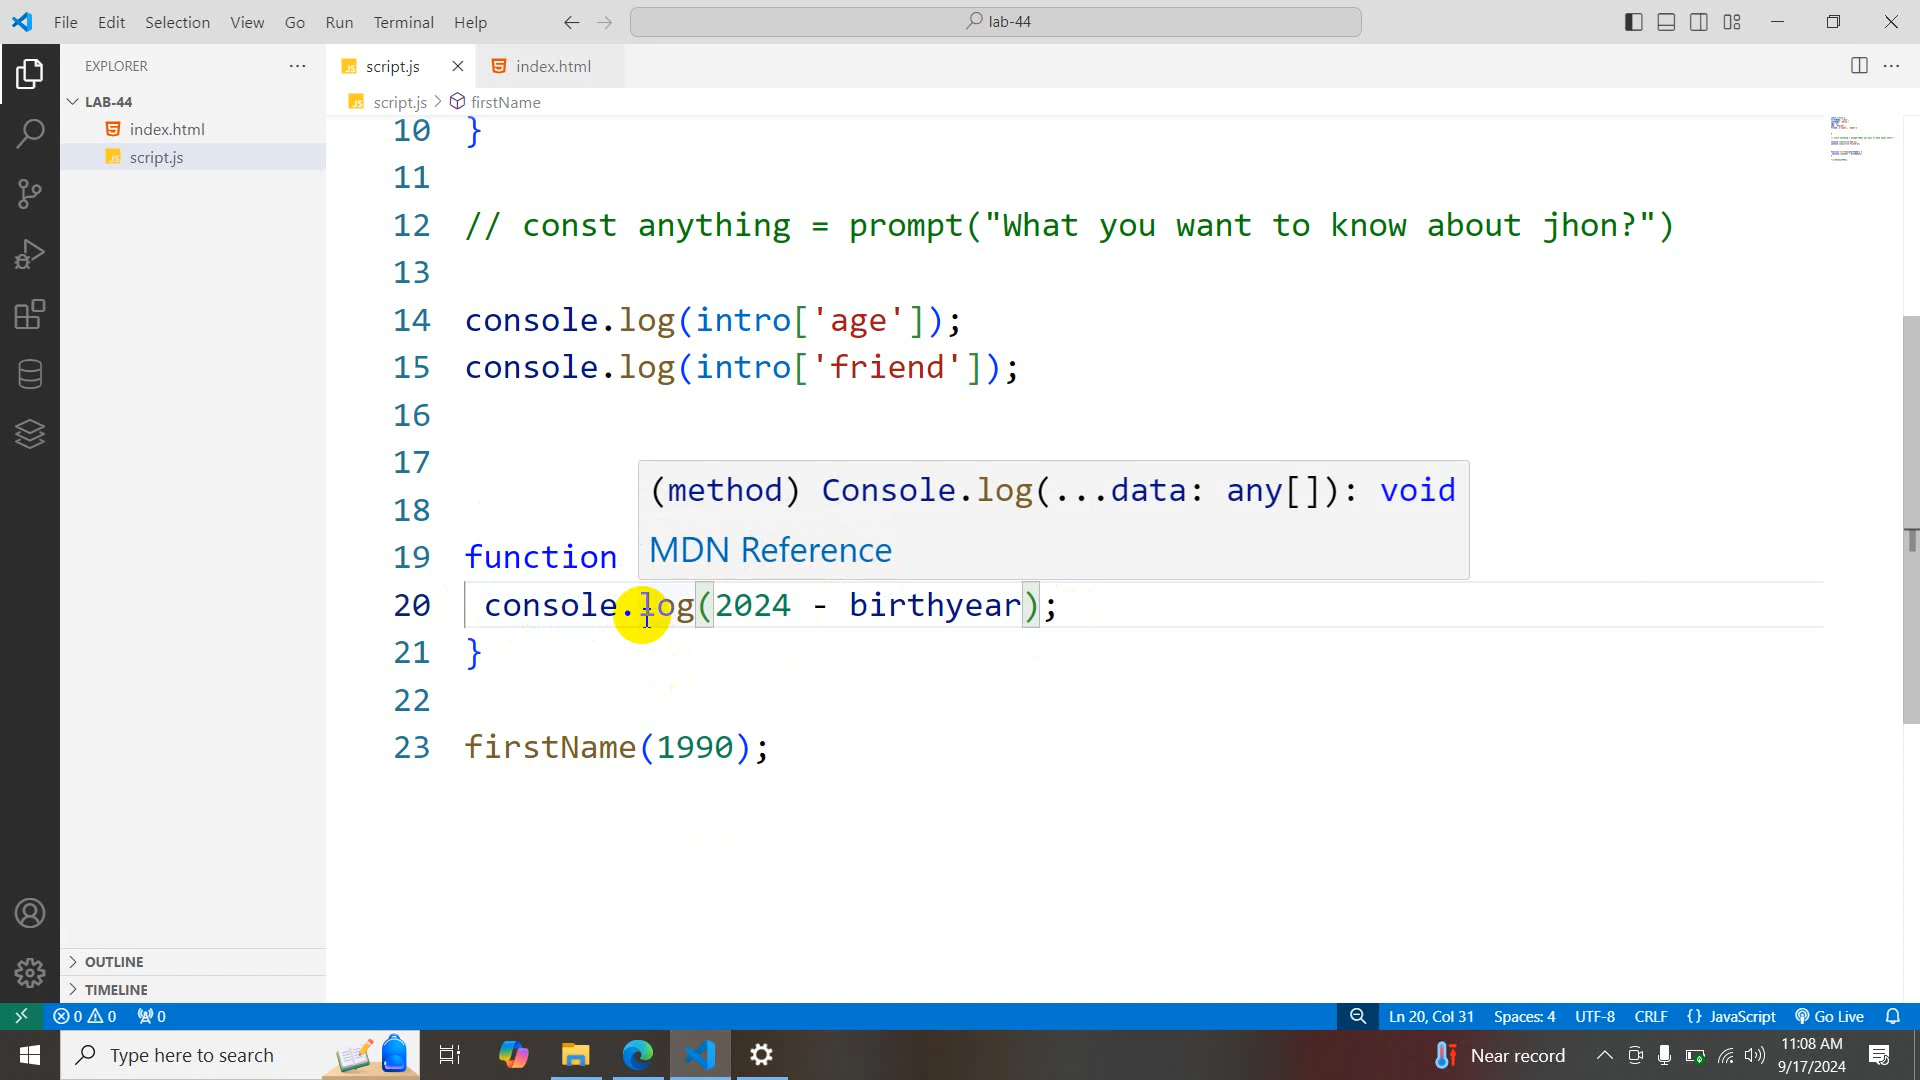 File Edit Selection View Go Run Terminal Help
lab-44
EXPLORER
LAB-44
index.html
script.js
script.js
index.html
script.js > firstName
10 }
11
12 // const anything = prompt("What you want to know about jhon?")
13
14 console.log(intro['age']);
15 console.log(intro['friend']);
16
17
(method) Console.log(...data: any[]): void
18
MDN Reference
19 function
20 console.log(2024 - birthyear);
21 }
22
23 firstName(1990);
OUTLINE
TIMELINE
0 0 0
Ln 20, Col 31 Spaces: 4 UTF-8 CRLF {} JavaScript Go Live
Type here to search
Near record
11:08 AM
9/17/2024